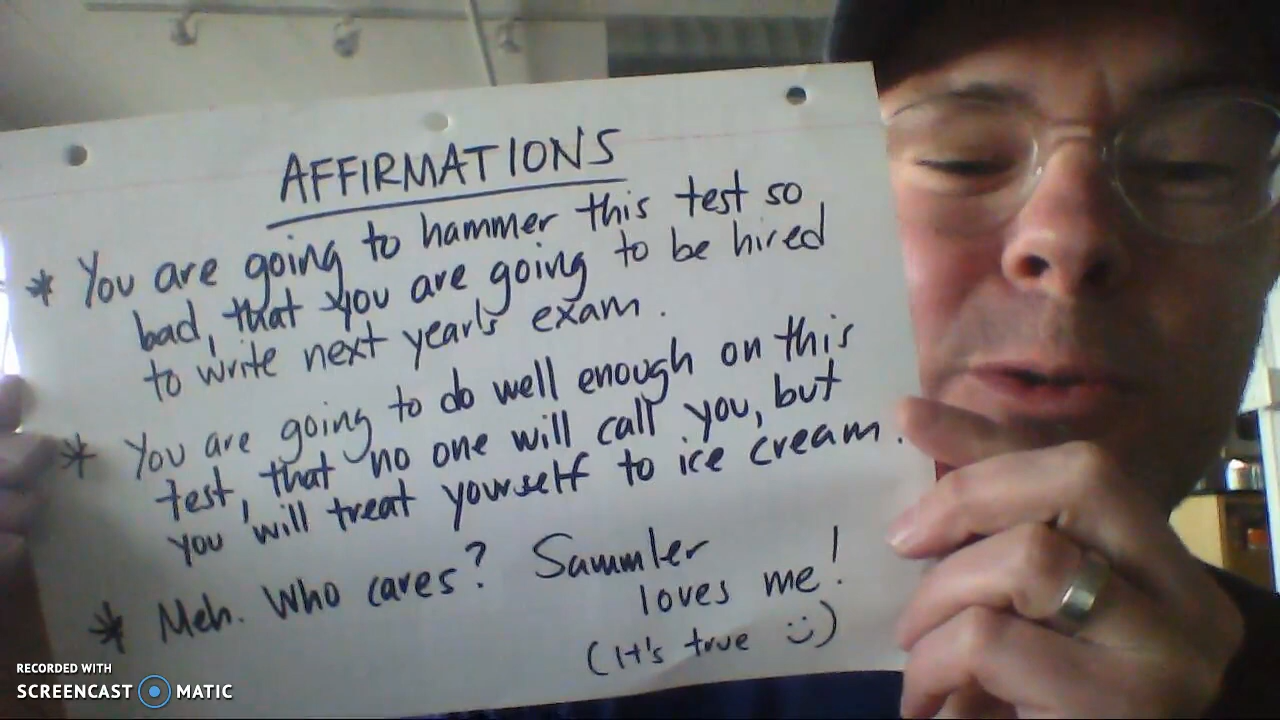 AFFIRMATIONS
* You are going to hammer this test so
bad, that you are going to be hired
to write next year's exam.
* You are going to do well enough on this
test, that no one will call you, but
you will treat yourself to ice cream.
* Meh. Who cares? Sammler
loves me!
(It's true :))
RECORDED WITH
SCREENCAST MATIC